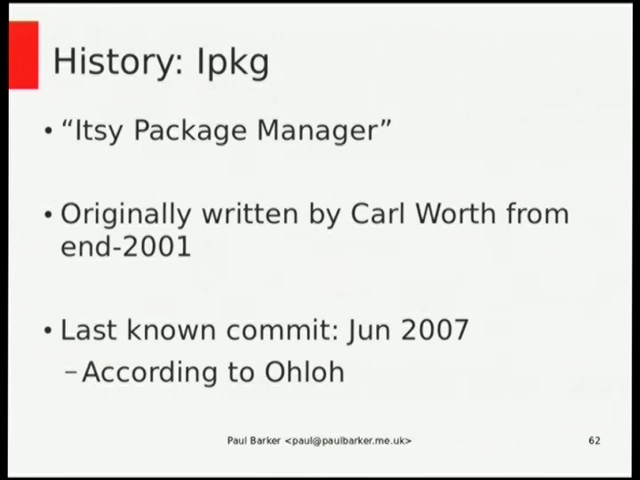 History: Ipkg
• “Itsy Package Manager”
• Originally written by Carl Worth from
end-2001
• Last known commit: Jun 2007
– According to Ohloh
Paul Barker <paul@paulbarker.me.uk>
62